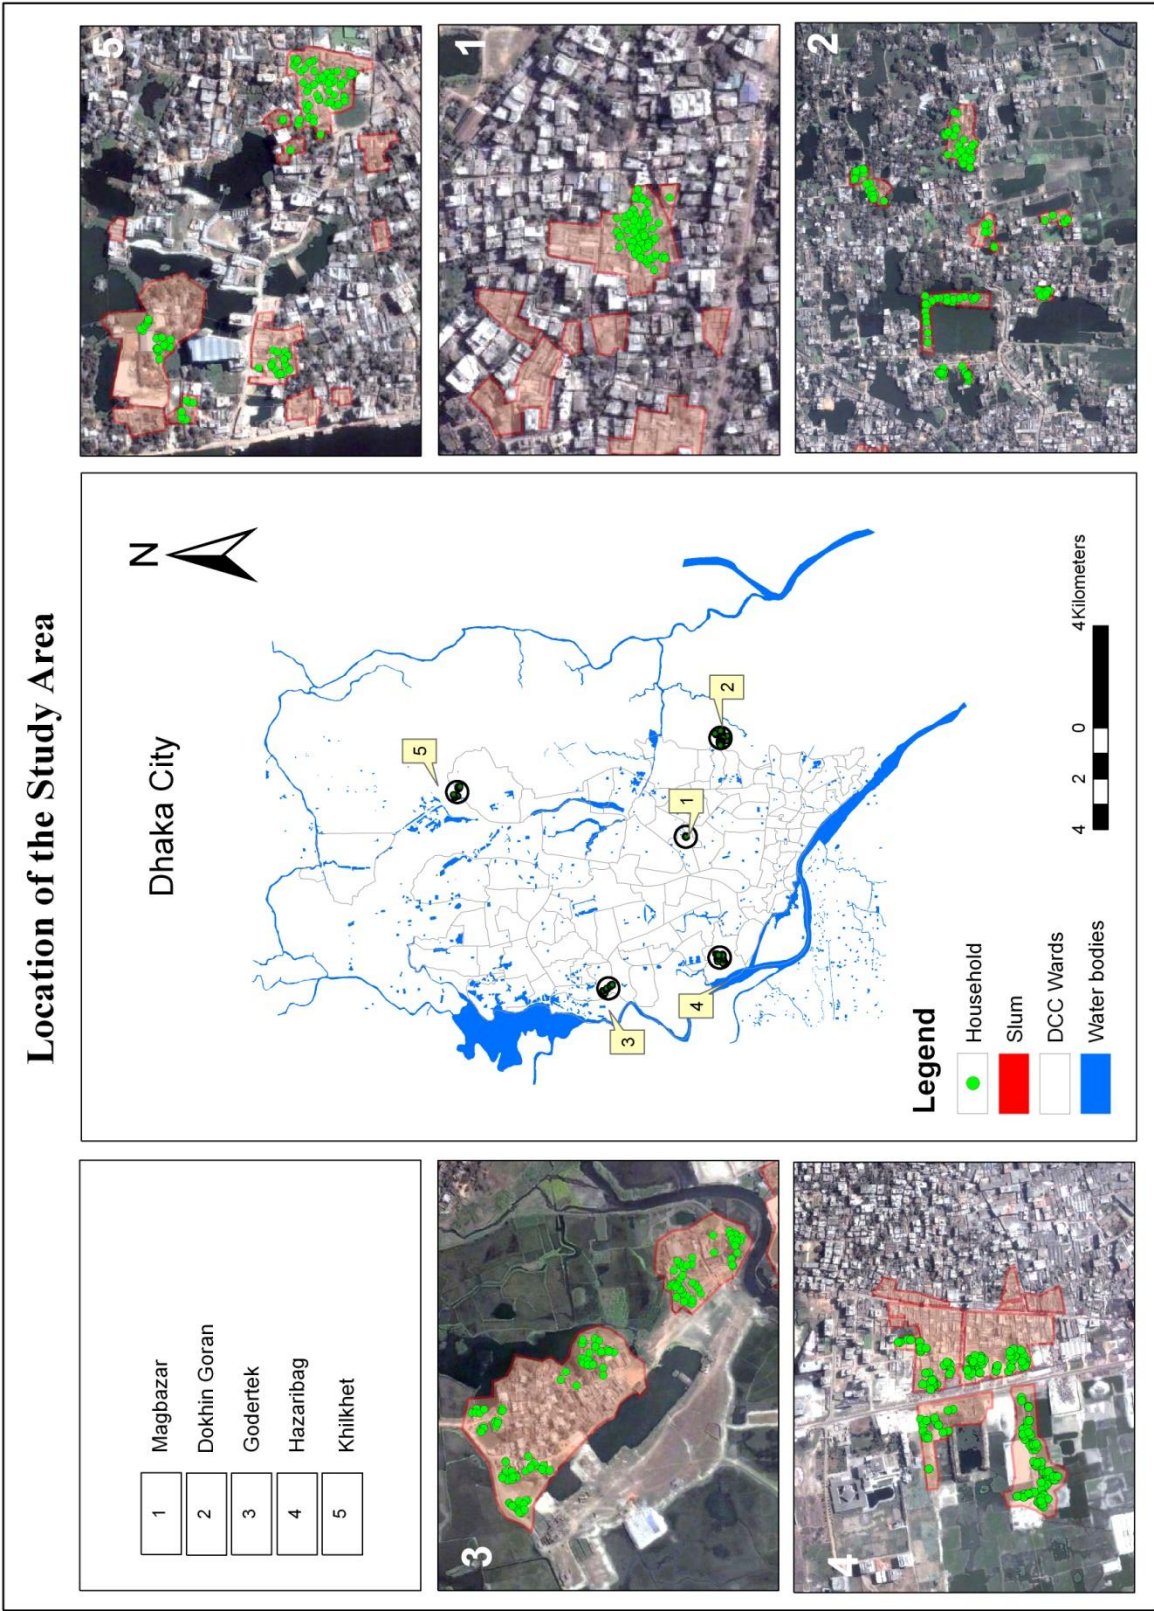 Location of the Study Area
1 Magbazar
2 Dokhin Goran
3 Godertek
4 Hazaribag
5 Khilkhet
Dhaka City
N
5
3
1
2
4
Legend
Household
Slum
DCC Wards
Water bodies
4 2 0 4 Kilometers
3
4
5
1
2